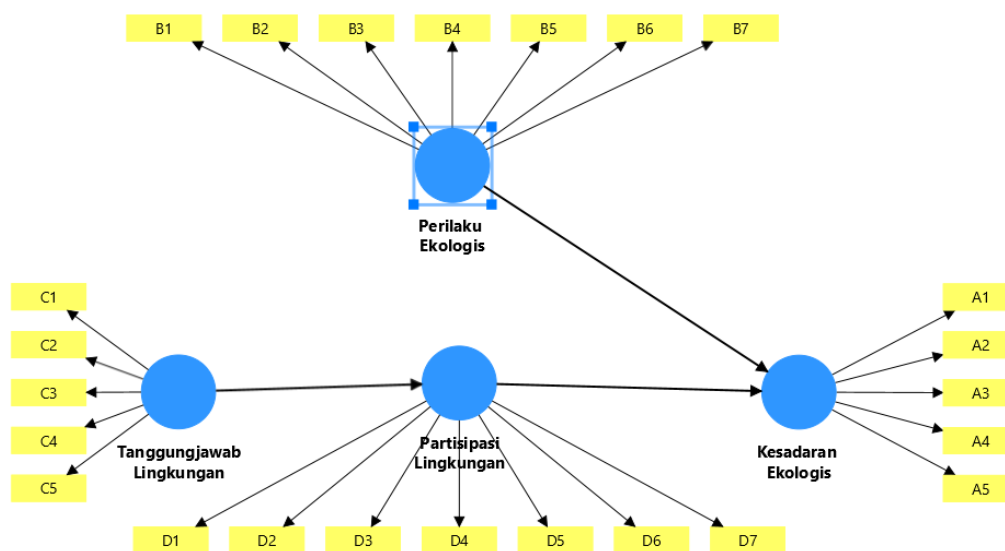 B1 B2 B3 B4 B5 B6 B7
Perilaku
Ekologis
C1
C2
C3
C4
C5
Tanggungjawab
Lingkungan
Partisipasi
Lingkungan
Kesadaran
Ekologis
A1
A2
A3
A4
A5
D1 D2 D3 D4 D5 D6 D7